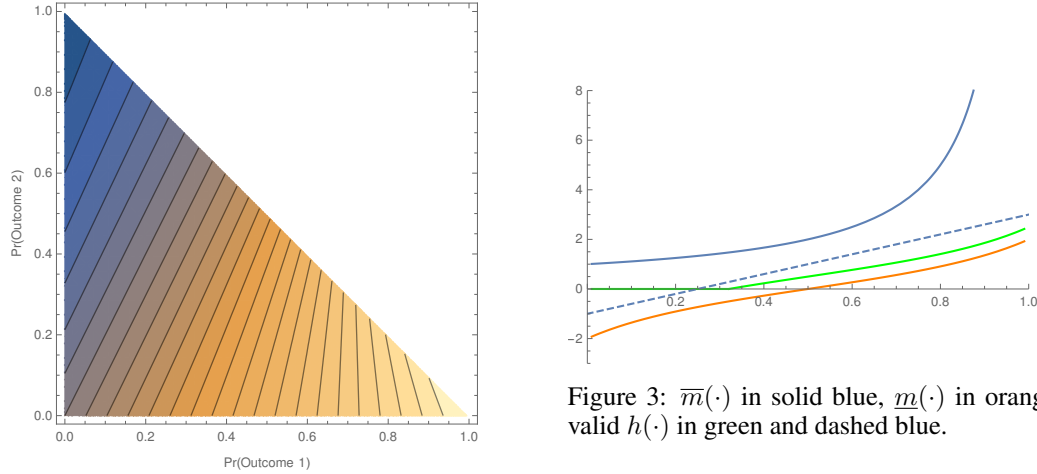 1.0
0.8
0.6
0.4
0.2
0.0
Pr(Outcome 2)
0.0 0.2 0.4 0.6 0.8 1.0
Pr(Outcome 1)
8
6
4
2
0
-2
0.2 0.4 0.6 0.8 1.0
Figure 3: m̅(·) in solid blue, m̲(·) in orang
valid h(·) in green and dashed blue.